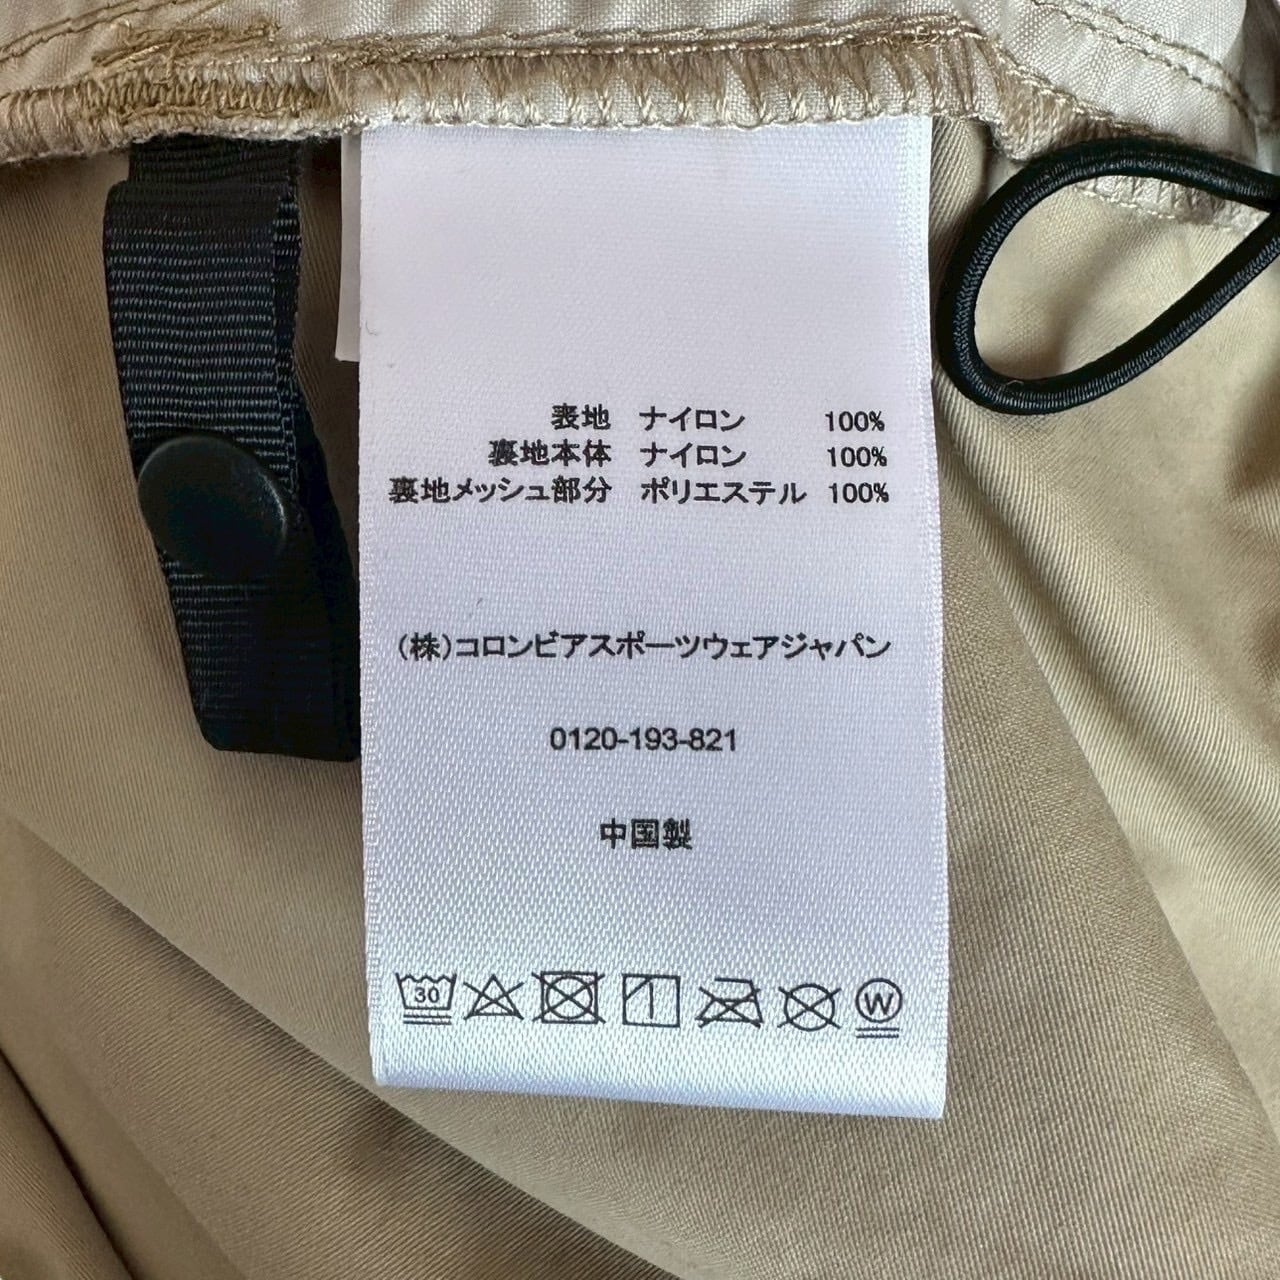 表地 ナイロン 100%
裏地本体 ナイロン 100%
裏地メッシュ部分 ポリエステル 100%
(株)コロンビアスポーツウェアジャパン
0120-193-821
中国製
30 W